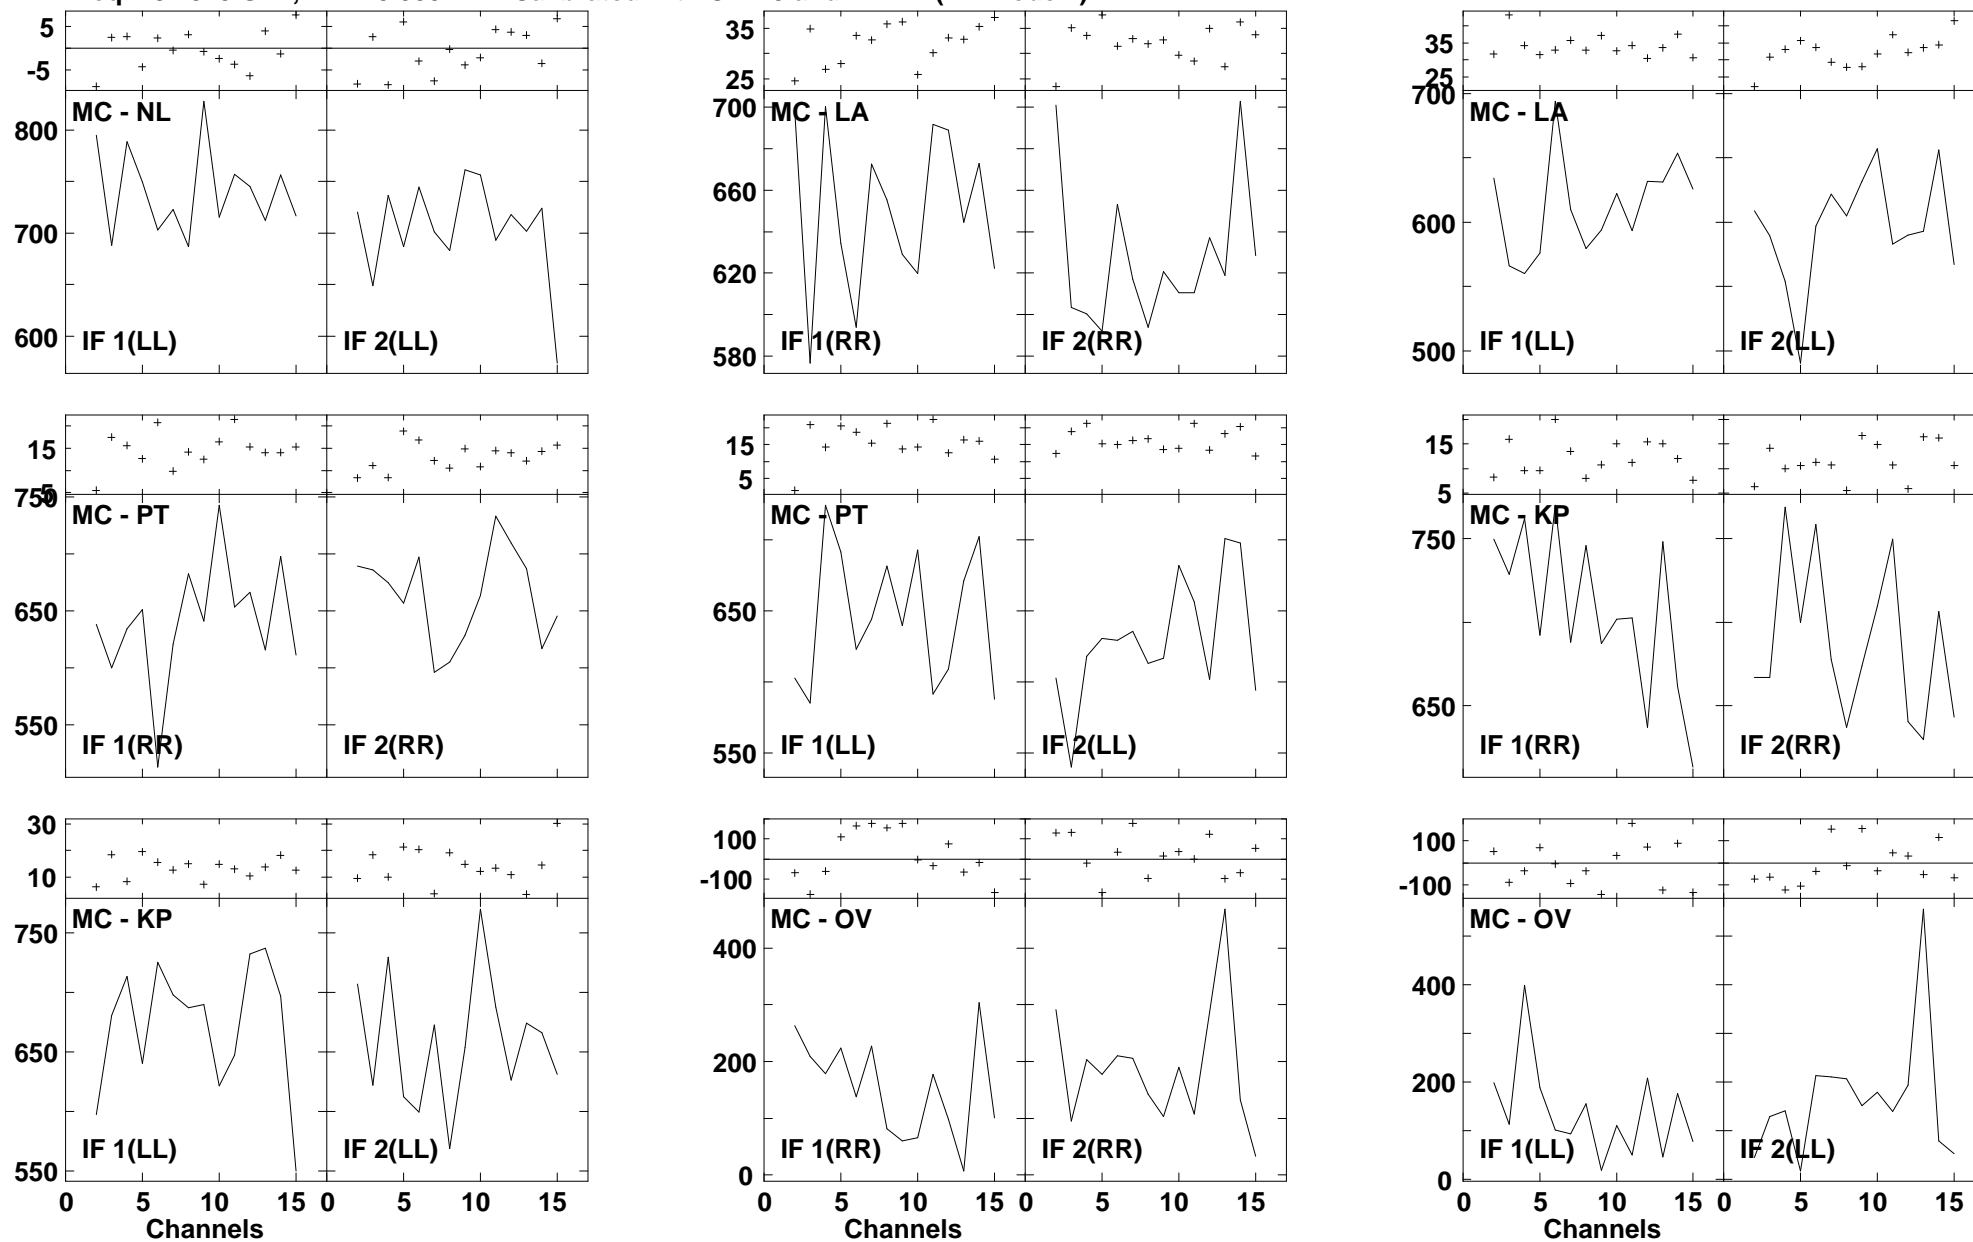 5
-5
MC - NL
800
700
600
IF 1(LL)
IF 2(LL)
35
25
MC - LA
700
660
620
580
IF 1(RR)
IF 2(RR)
35
25
MC - LA
700
600
500
IF 1(LL)
IF 2(LL)
15
5
MC - PT
750
650
550
IF 1(RR)
IF 2(RR)
15
5
MC - PT
650
550
IF 1(LL)
IF 2(LL)
15
5
MC - KP
750
650
IF 1(RR)
IF 2(RR)
30
10
MC - KP
750
650
550
IF 1(LL)
IF 2(LL)
0 5 10 15 0 5 10 15
Channels
100
-100
MC - OV
400
200
0
IF 1(RR)
IF 2(RR)
0 5 10 15 0 5 10 15
Channels
100
-100
MC - OV
400
200
0
IF 1(LL)
IF 2(LL)
0 5 10 15 0 5 10 15
Channels